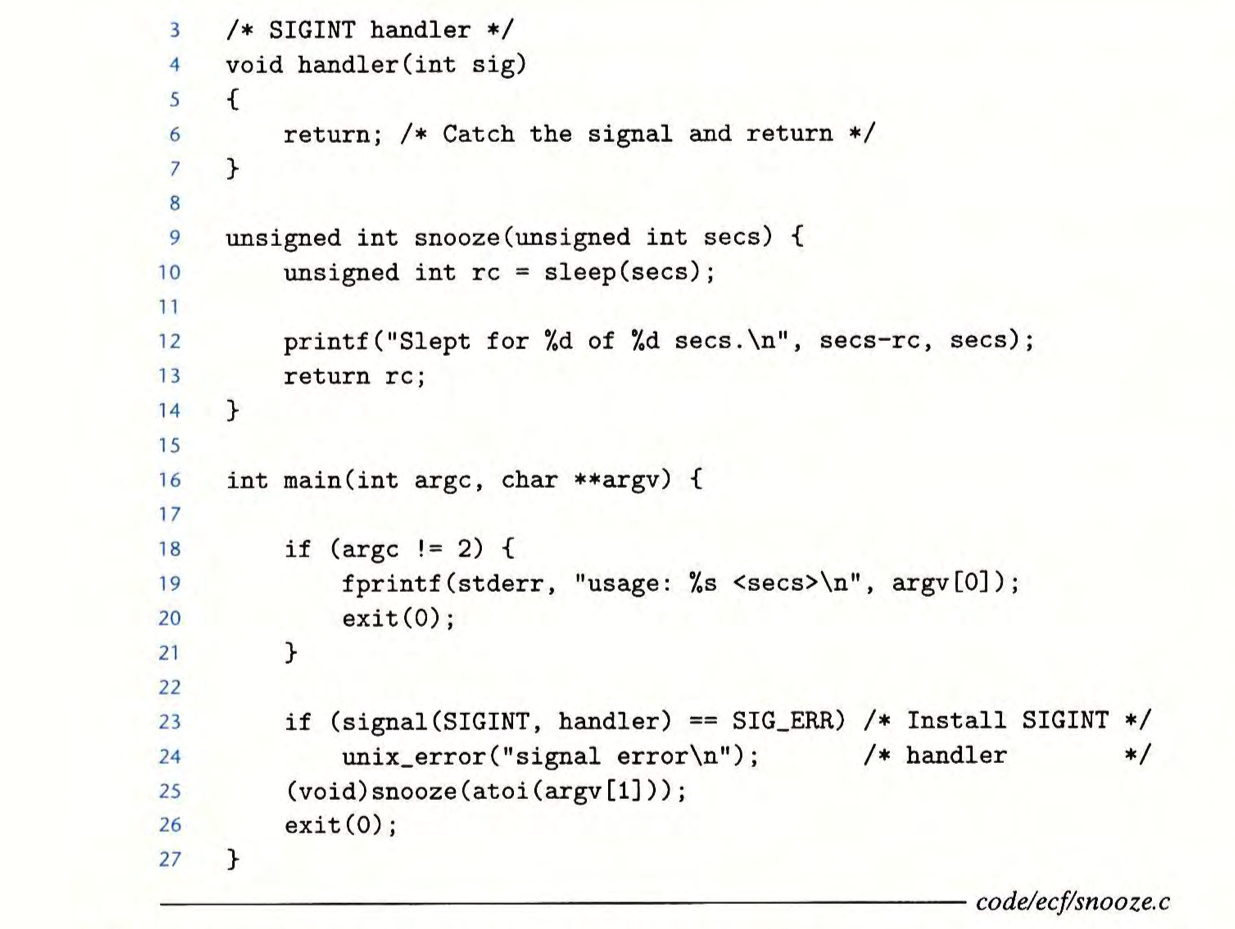 3 /* SIGINT handler */
4 void handler(int sig)
5 {
6     return; /* Catch the signal and return */
7 }
8
9 unsigned int snooze(unsigned int secs) {
10     unsigned int rc = sleep(secs);
11
12     printf("Slept for %d of %d secs.\n", secs-rc, secs);
13     return rc;
14 }
15
16 int main(int argc, char **argv) {
17
18     if (argc != 2) {
19         fprintf(stderr, "usage: %s <secs>\n", argv[0]);
20         exit(0);
21     }
22
23     if (signal(SIGINT, handler) == SIG_ERR) /* Install SIGINT */
24         unix_error("signal error\n");       /* handler        */
25     (void)snooze(atoi(argv[1]));
26     exit(0);
27 }
code/ecf/snooze.c